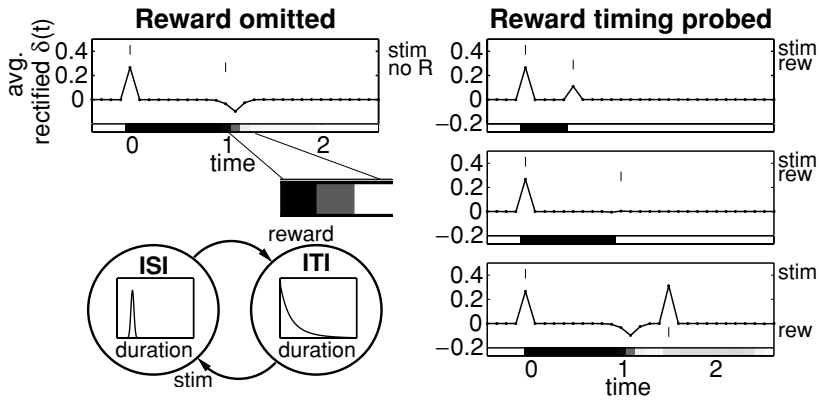 Reward omitted
avg.
rectified δ(t)
0.4
0.2
0
stim
no R
0 1 2
time
reward
ISI
duration
ITI
duration
stim
Reward timing probed
0.4
0.2
0
−0.2
stim
rew
0.4
0.2
0
−0.2
stim
rew
0.4
0.2
0
−0.2
stim
rew
0 1 2
time